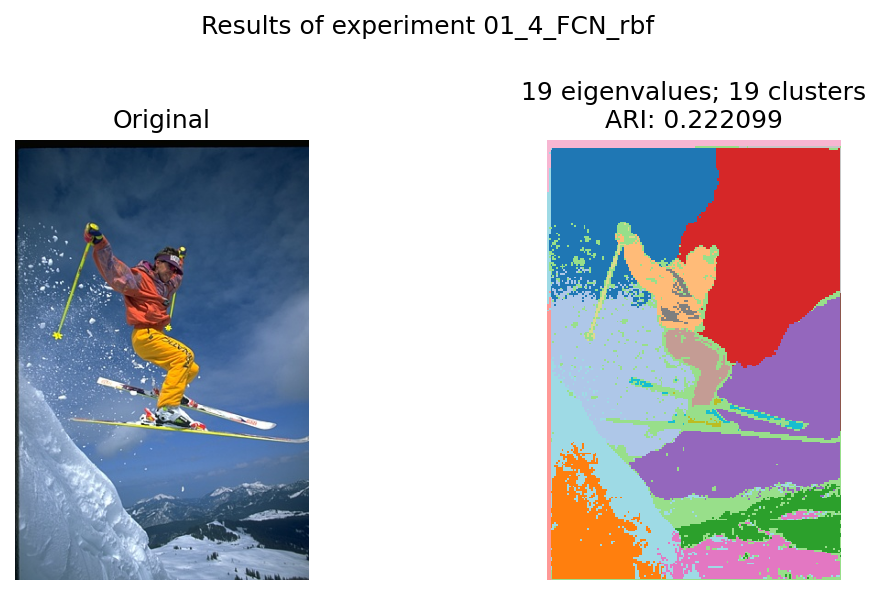 Results of experiment 01_4_FCN_rbf
Original
19 eigenvalues; 19 clusters
ARI: 0.222099